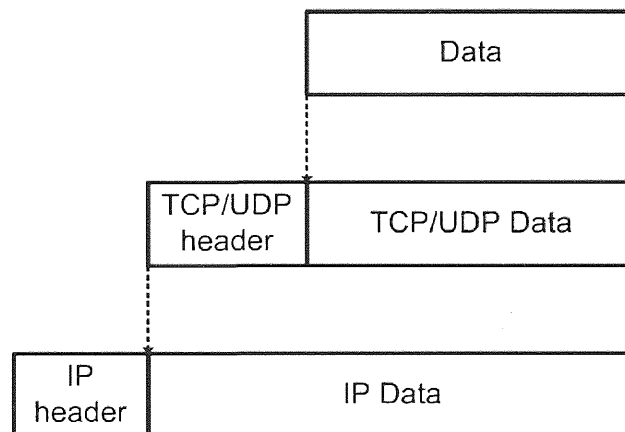 Data
TCP/UDP
header
TCP/UDP Data
IP
header
IP Data